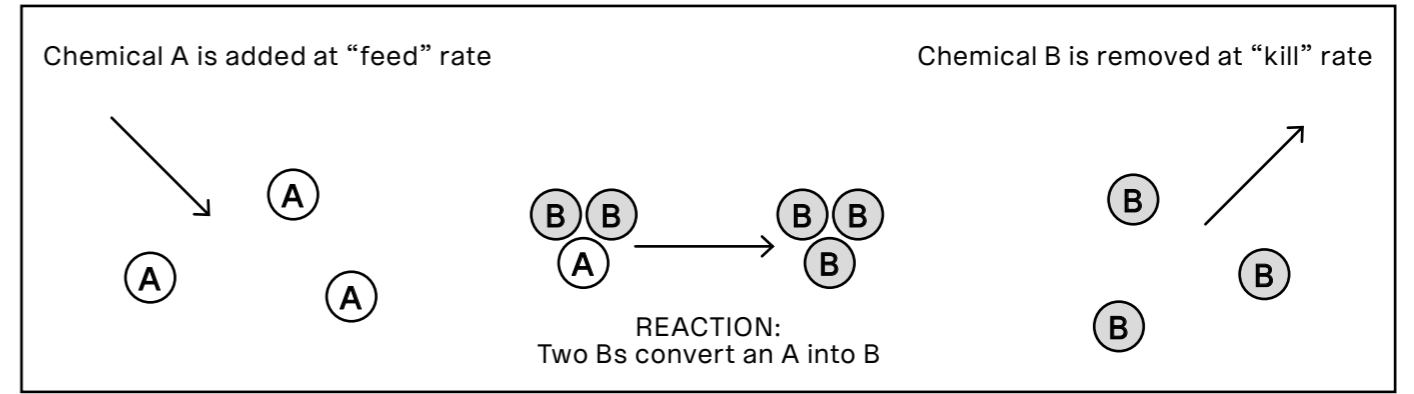 Chemical A is added at “feed” rate
Chemical B is removed at “kill” rate
A
A
A
B B
A
B B
B
REACTION:
Two Bs convert an A into B
B
B
B